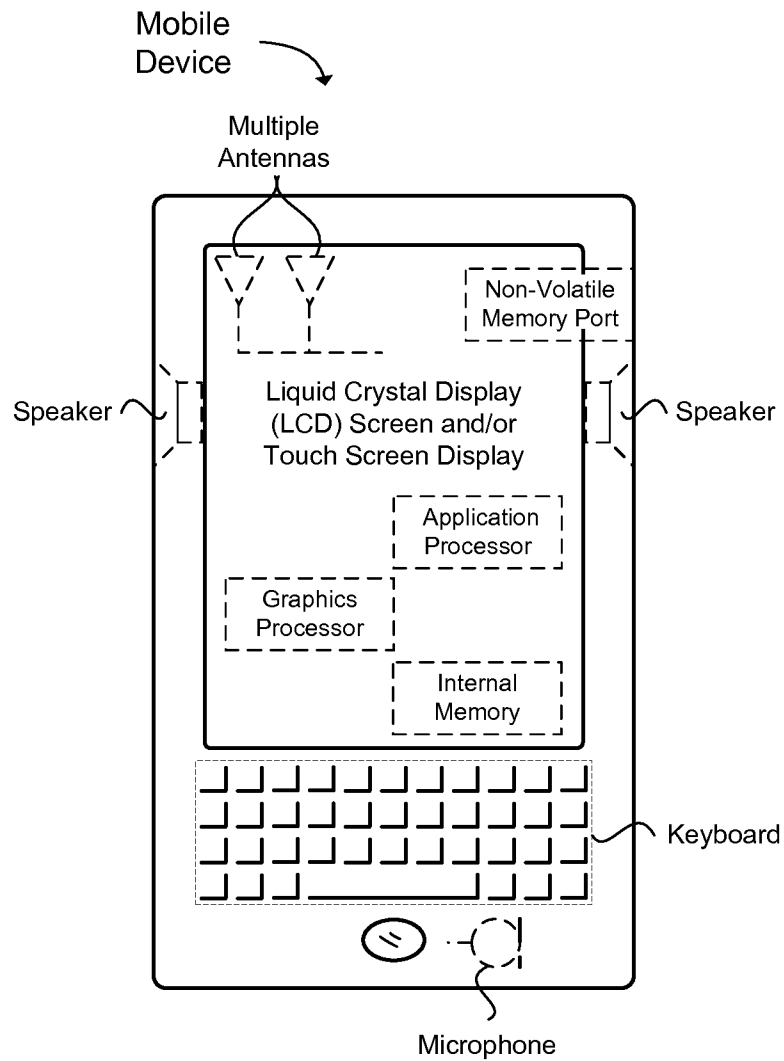 Mobile
Device
Multiple
Antennas
Non-Volatile
Memory Port
Speaker
Liquid Crystal Display
(LCD) Screen and/or
Touch Screen Display
Speaker
Application
Processor
Graphics
Processor
Internal
Memory
Keyboard
Microphone